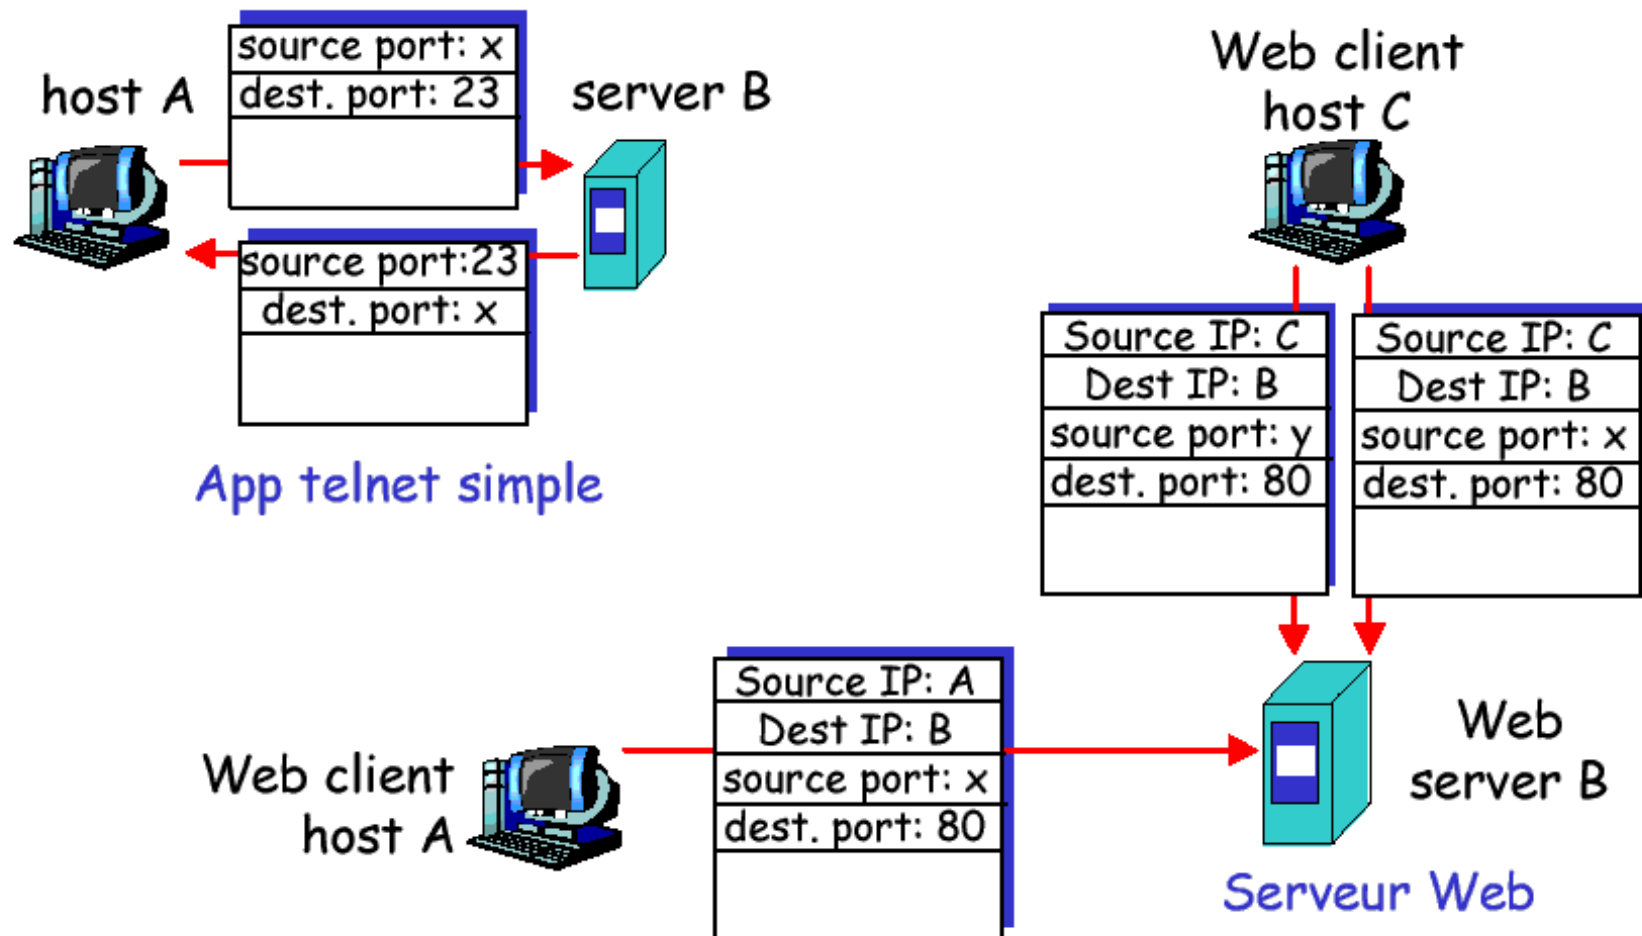 host A
source port: x
dest. port: 23
server B
source port:23
dest. port: x
App telnet simple
Web client
host C
Source IP: C
Dest IP: B
source port: y
dest. port: 80
Source IP: C
Dest IP: B
source port: x
dest. port: 80
Web client
host A
Source IP: A
Dest IP: B
source port: x
dest. port: 80
Web
server B
Serveur Web